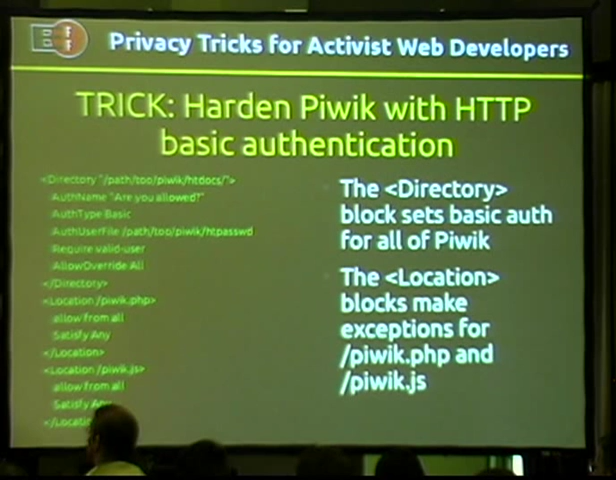 Privacy Tricks for Activist Web Developers
TRICK: Harden Piwik with HTTP
basic authentication
<Directory "/path/too/piwik/htdocs/">
AuthName "Are you allowed?"
AuthType Basic
AuthUserFile /path/too/piwik/htpasswd
Require valid-user
AllowOverride All
</Directory>
<Location /piwik.php>
allow from all
Satisfy Any
</Location>
<Location /piwik.js>
allow from all
Satisfy Any
The <Directory>
block sets basic auth
for all of Piwik
The <Location>
blocks make
exceptions for
/piwik.php and
/piwik.js